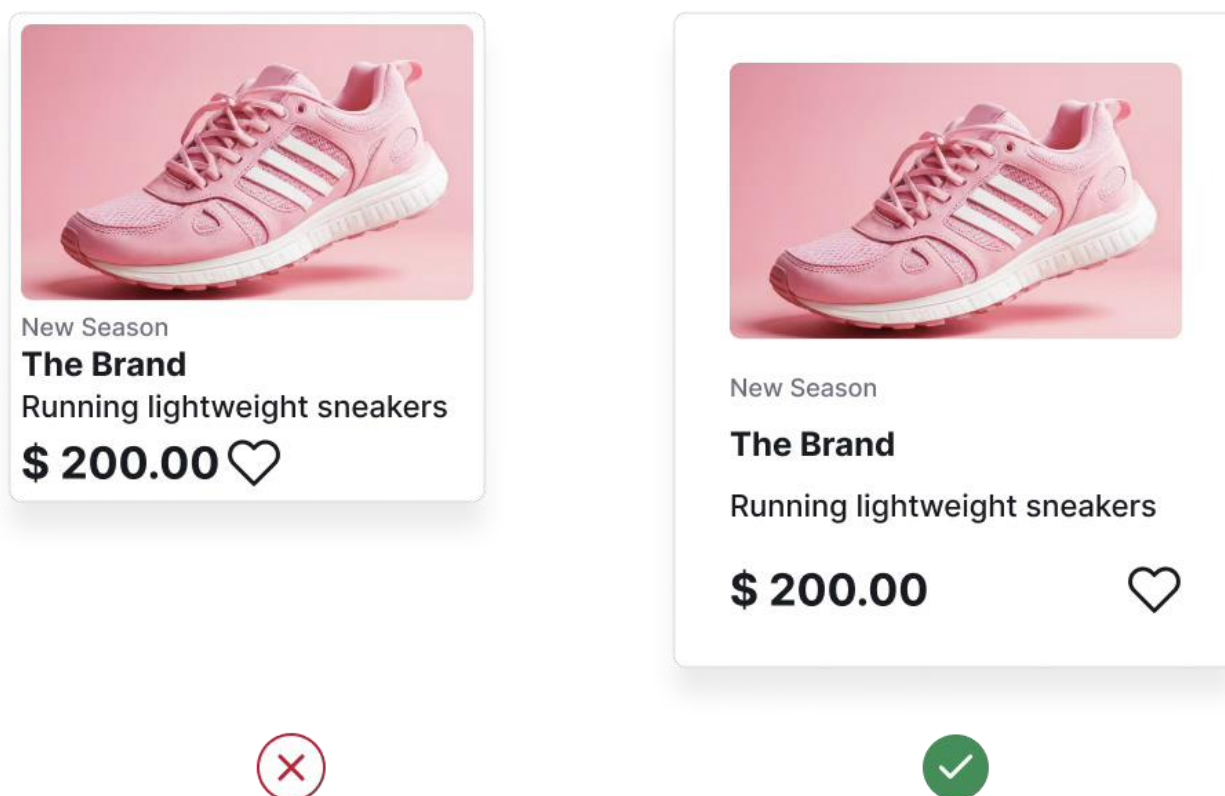 New Season
The Brand
Running lightweight sneakers
$ 200.00
New Season
The Brand
Running lightweight sneakers
$ 200.00